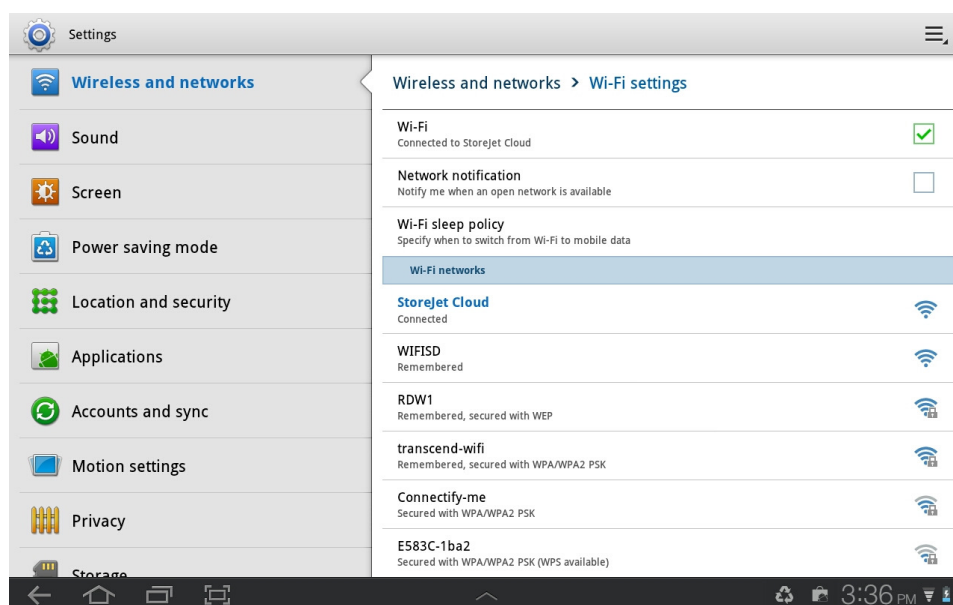 Settings
Wireless and networks
Sound
Screen
Power saving mode
Location and security
Applications
Accounts and sync
Motion settings
Privacy
Storage
Wireless and networks > Wi-Fi settings
Wi-Fi
Connected to StoreJet Cloud
Network notification
Notify me when an open network is available
Wi-Fi sleep policy
Specify when to switch from Wi-Fi to mobile data
Wi-Fi networks
StoreJet Cloud
Connected
WIFISD
Remembered
RDW1
Remembered, secured with WEP
transcend-wifi
Remembered, secured with WPA/WPA2 PSK
Connectify-me
Secured with WPA/WPA2 PSK
E583C-1ba2
Secured with WPA/WPA2 PSK (WPS available)
3:36 PM